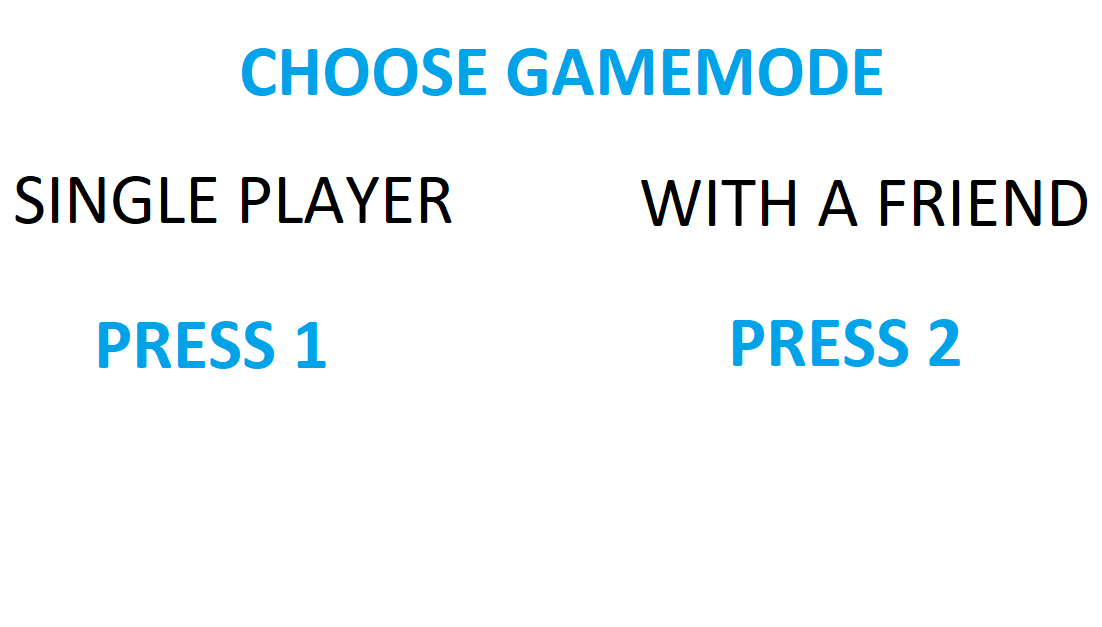 CHOOSE GAMEMODE
SINGLE PLAYER
WITH A FRIEND
PRESS 1
PRESS 2